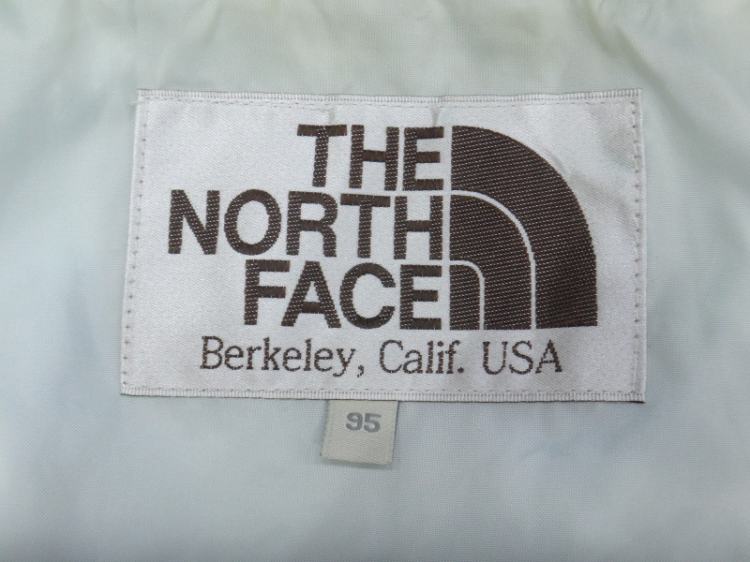 THE
NORTH
FACE
Berkeley, Calif. USA
95